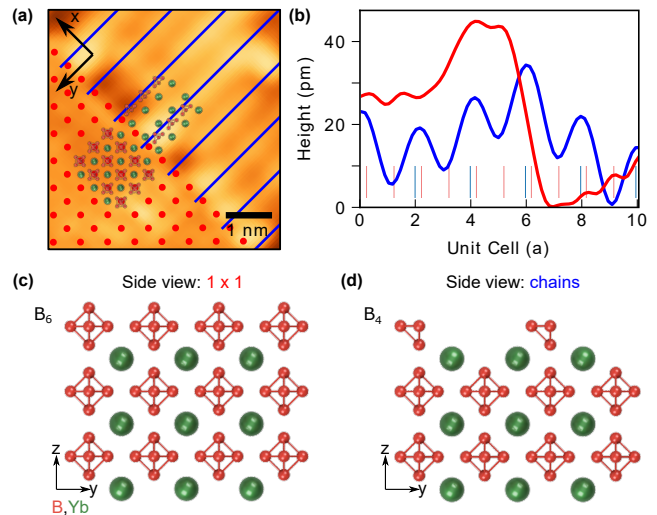 (a)
x
y
1 nm
(b)
Height (pm)
40
20
0
0
2
4
6
8
10
Unit Cell (a)
(c)
Side view: 1 x 1
B6
z
y
B,Yb
(d)
Side view: chains
B4
z
y